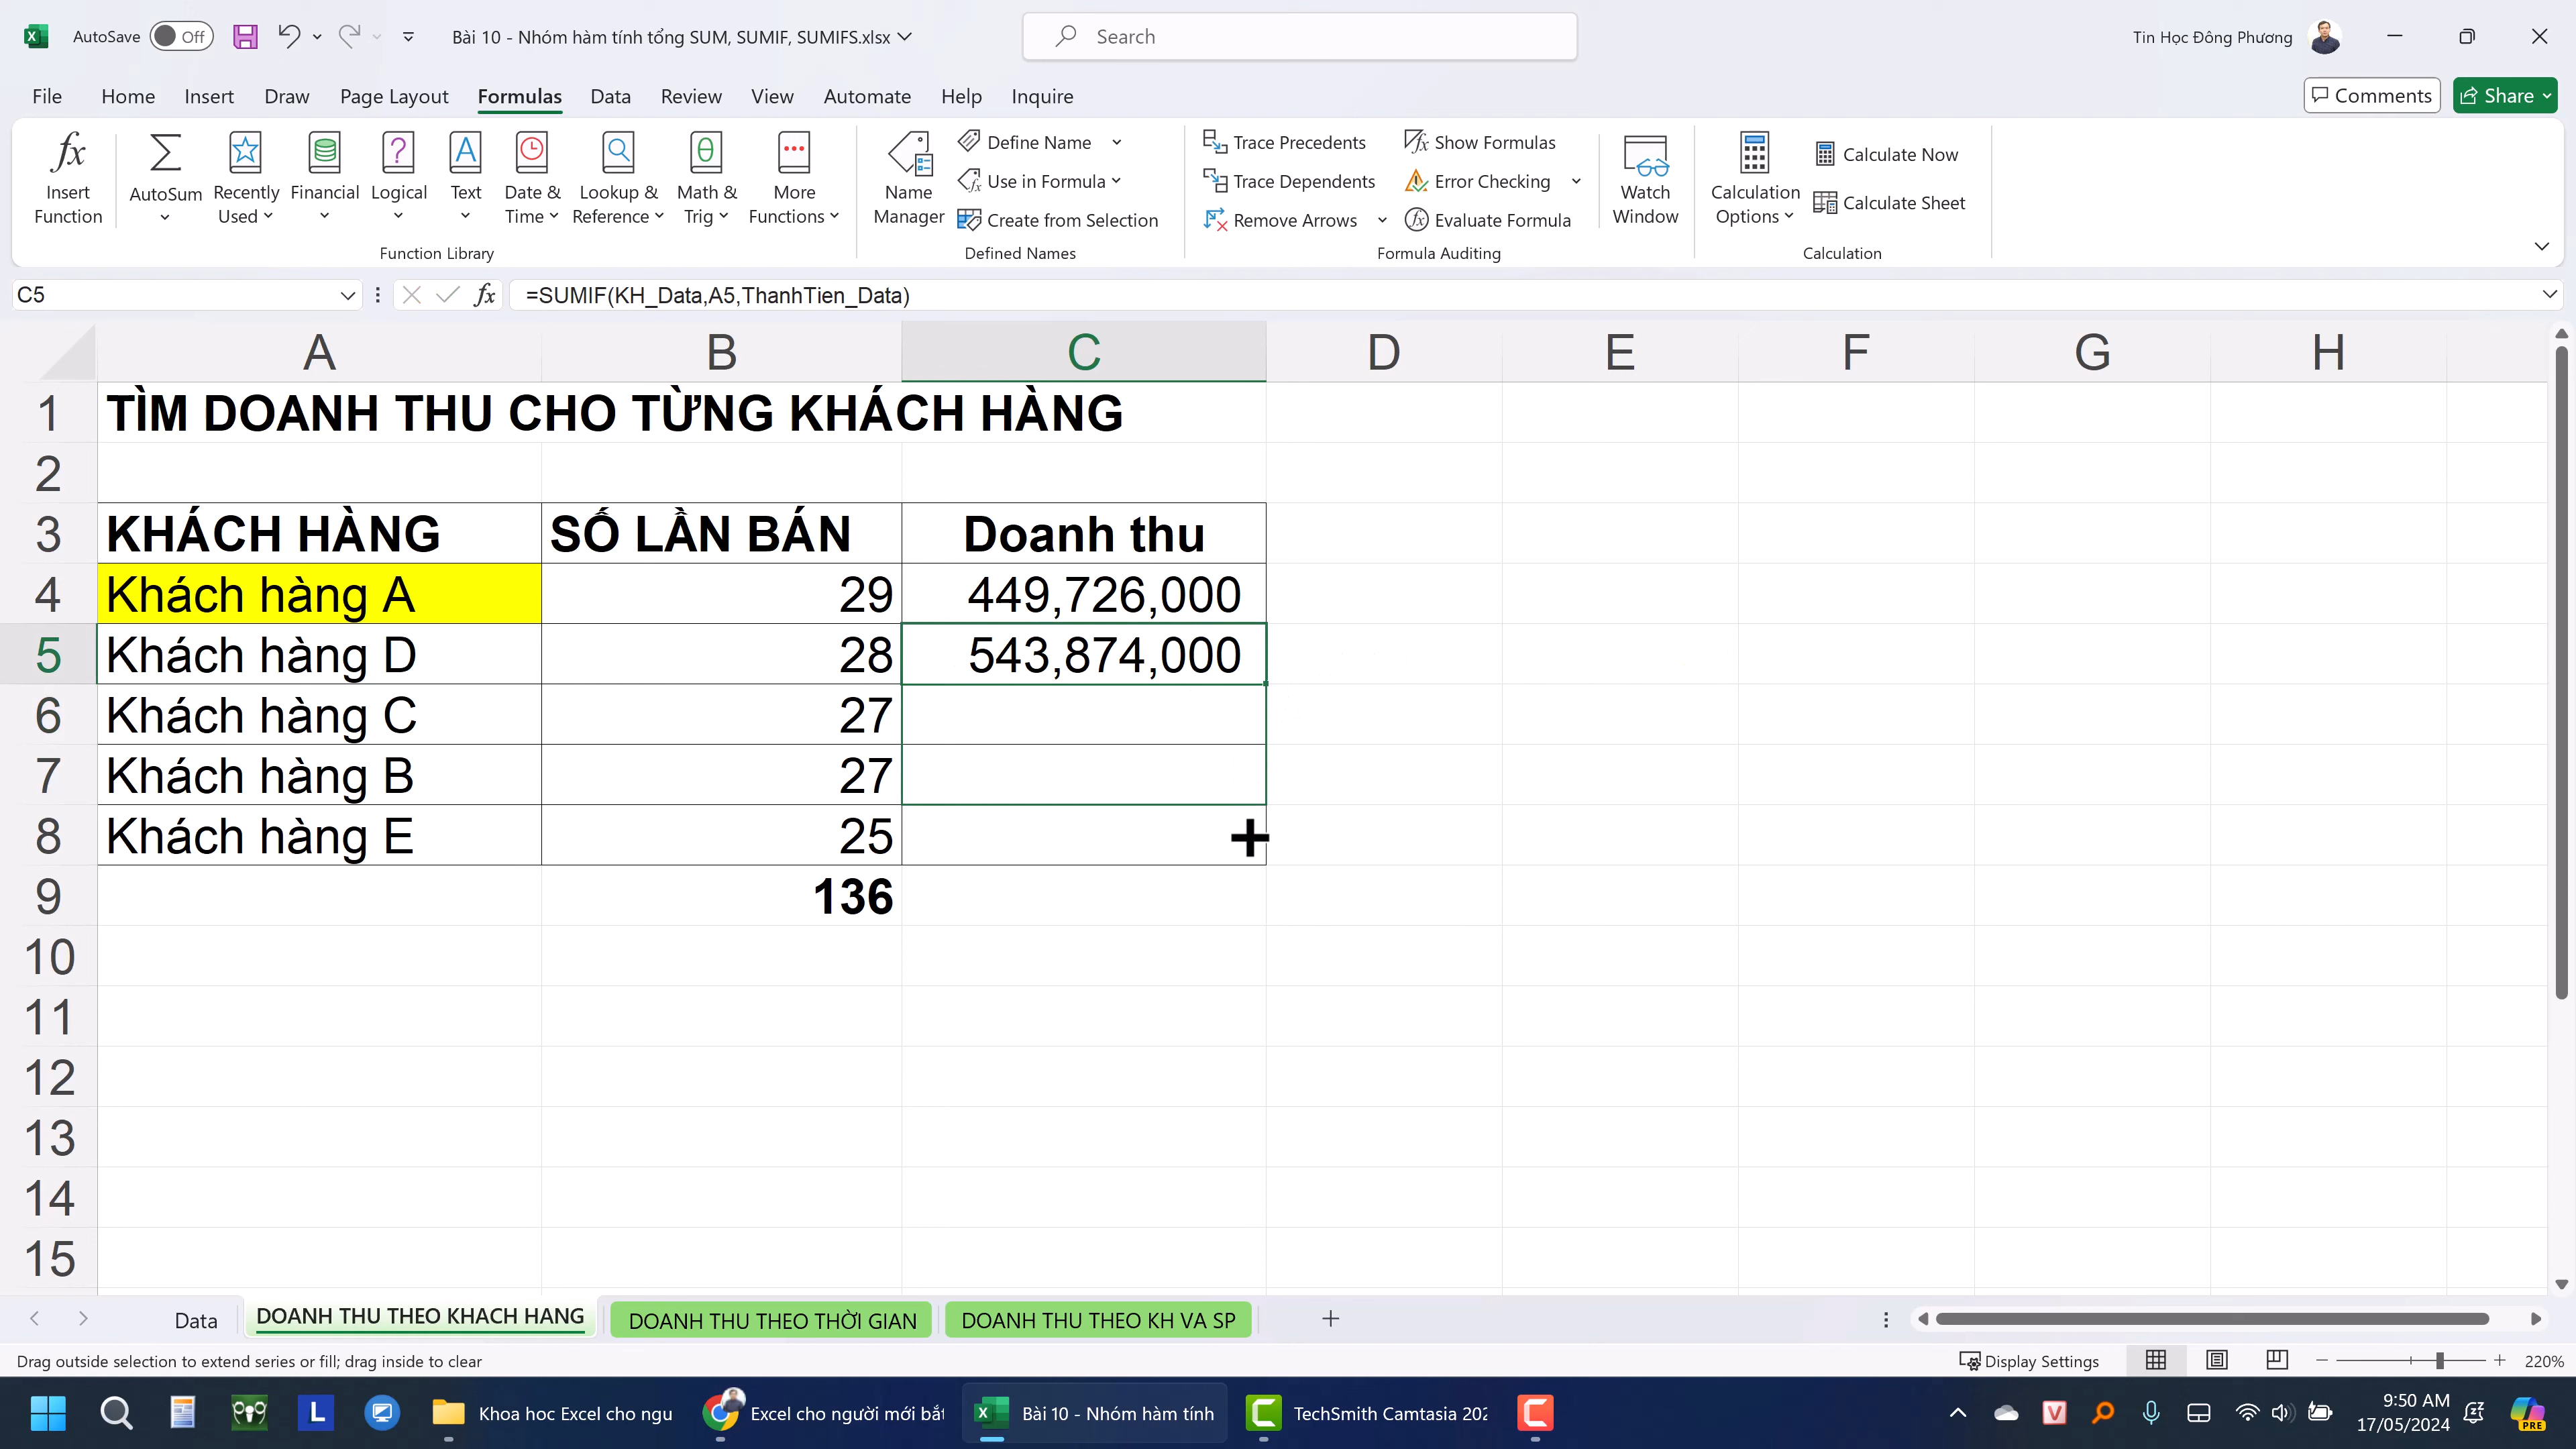 AutoSave Off Bài 10 - Nhóm hàm tính tổng SUM, SUMIF, SUMIFS.xlsx Search Tin Học Đông Phương
File Home Insert Draw Page Layout Formulas Data Review View Automate Help Inquire Comments Share
Insert Function
AutoSum
Recently Used
Financial
Logical
Text
Date & Time
Lookup & Reference
Math & Trig
More Functions
Function Library
Name Manager
Define Name
Use in Formula
Create from Selection
Defined Names
Trace Precedents
Trace Dependents
Remove Arrows
Show Formulas
Error Checking
Evaluate Formula
Formula Auditing
Watch Window
Calculation Options
Calculate Now
Calculate Sheet
Calculation
C5 fx =SUMIF(KH_Data,A5,ThanhTien_Data)
A B C D E F G H
1 TÌM DOANH THU CHO TỪNG KHÁCH HÀNG
2
3 KHÁCH HÀNG SỐ LẦN BÁN Doanh thu
4 Khách hàng A 29 449,726,000
5 Khách hàng D 28 543,874,000
6 Khách hàng C 27
7 Khách hàng B 27
8 Khách hàng E 25
9 136
10
11
12
13
14
15
Data DOANH THU THEO KHACH HANG DOANH THU THEO THỜI GIAN DOANH THU THEO KH VA SP
Drag outside selection to extend series or fill; drag inside to clear Display Settings 220%
Khoa hoc Excel cho ngu Excel cho người mới bắt Bài 10 - Nhóm hàm tính TechSmith Camtasia 202 9:50 AM
17/05/2024
PRE